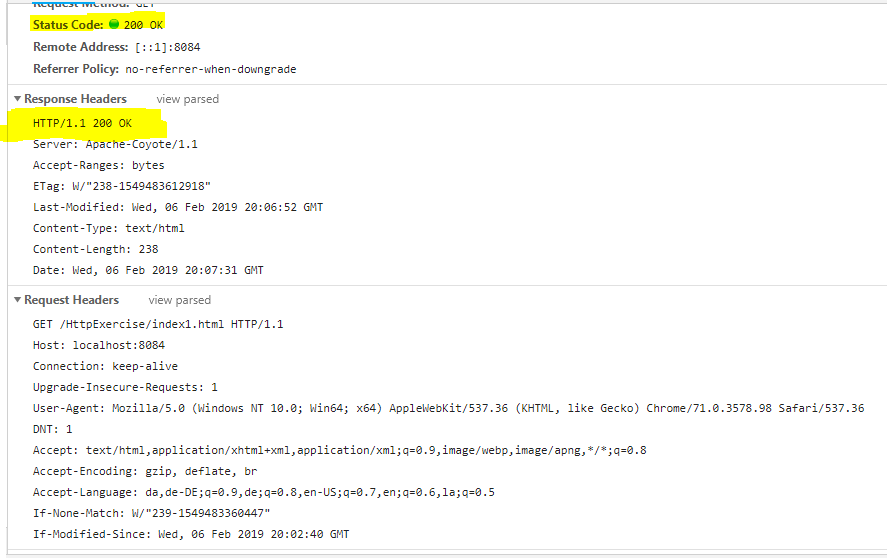 Request Method: GET
Status Code: 200 OK
Remote Address: [::1]:8084
Referrer Policy: no-referrer-when-downgrade
Response Headers view parsed
HTTP/1.1 200 OK
Server: Apache-Coyote/1.1
Accept-Ranges: bytes
ETag: W/"238-1549483612918"
Last-Modified: Wed, 06 Feb 2019 20:06:52 GMT
Content-Type: text/html
Content-Length: 238
Date: Wed, 06 Feb 2019 20:07:31 GMT
Request Headers view parsed
GET /HttpExercise/index1.html HTTP/1.1
Host: localhost:8084
Connection: keep-alive
Upgrade-Insecure-Requests: 1
User-Agent: Mozilla/5.0 (Windows NT 10.0; Win64; x64) AppleWebKit/537.36 (KHTML, like Gecko) Chrome/71.0.3578.98 Safari/537.36
DNT: 1
Accept: text/html,application/xhtml+xml,application/xml;q=0.9,image/webp,image/apng,*/*;q=0.8
Accept-Encoding: gzip, deflate, br
Accept-Language: da,de-DE;q=0.9,de;q=0.8,en-US;q=0.7,en;q=0.6,la;q=0.5
If-None-Match: W/"239-1549483360447"
If-Modified-Since: Wed, 06 Feb 2019 20:02:40 GMT